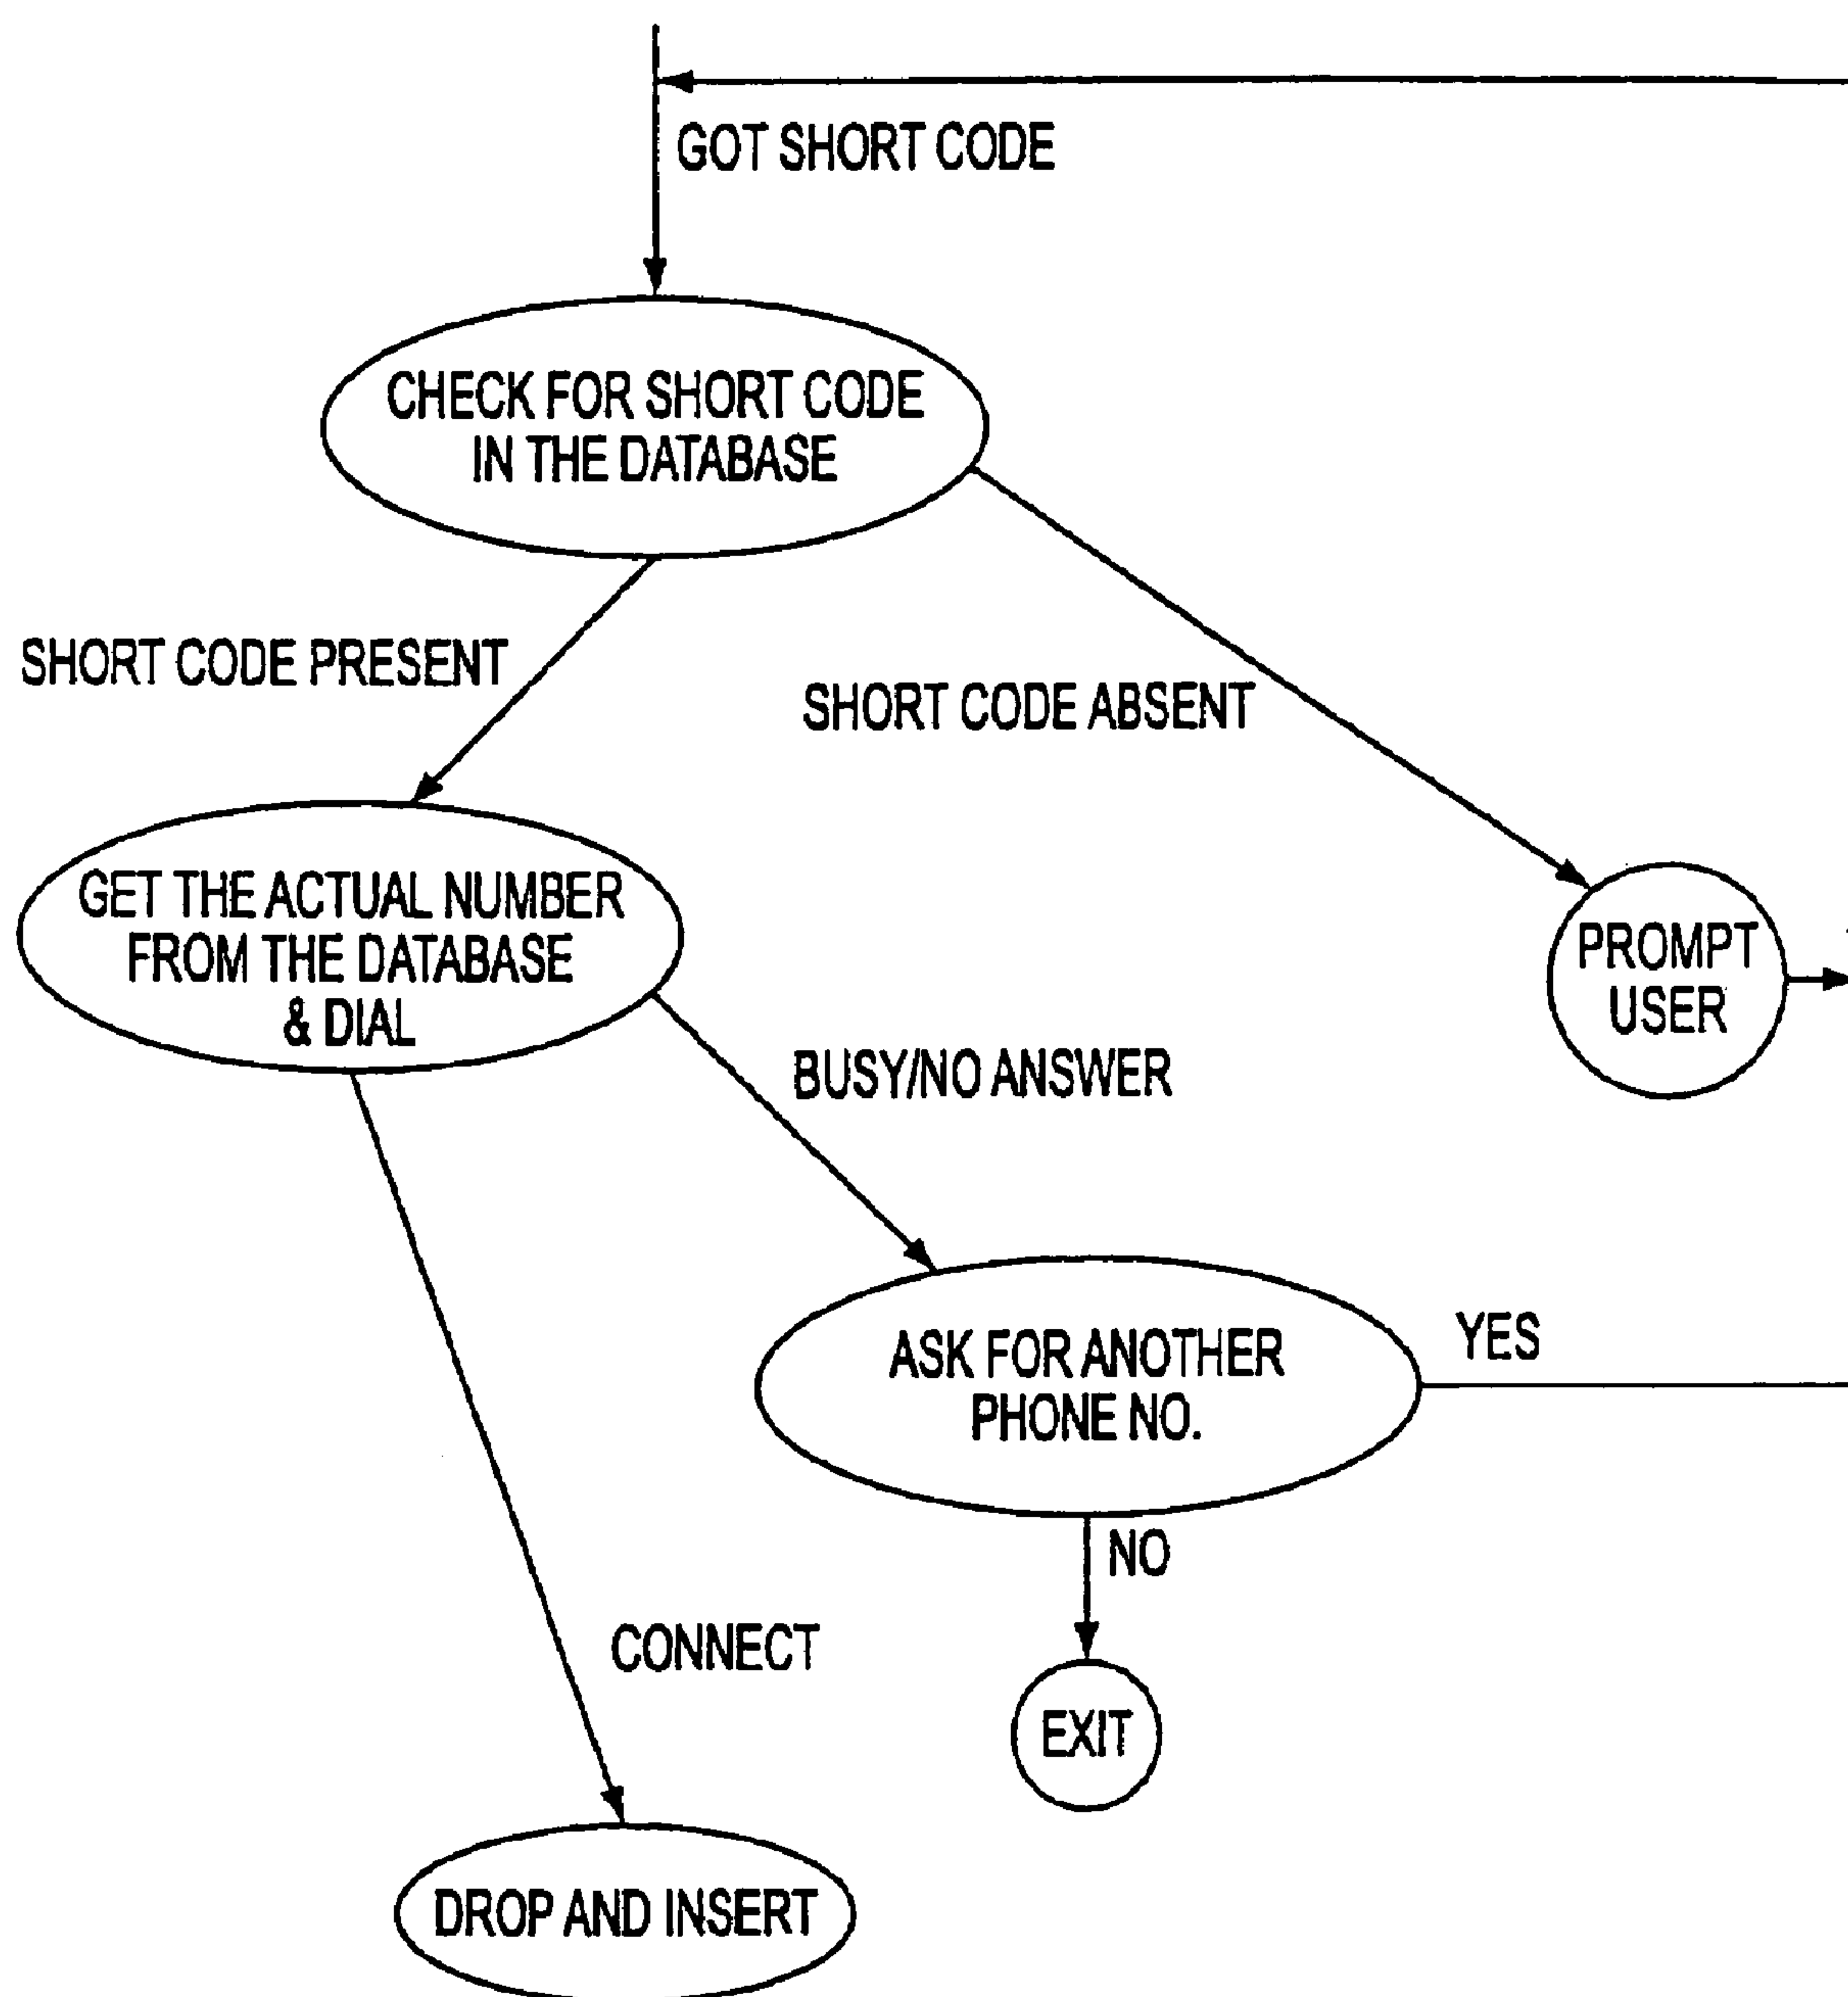 GOT SHORT CODE
CHECK FOR SHORT CODE
IN THE DATABASE
SHORT CODE PRESENT
SHORT CODE ABSENT
GET THE ACTUAL NUMBER
FROM THE DATABASE
& DIAL
PROMPT
USER
BUSY/NO ANSWER
ASK FOR ANOTHER
PHONE NO.
YES
NO
CONNECT
EXIT
DROP AND INSERT